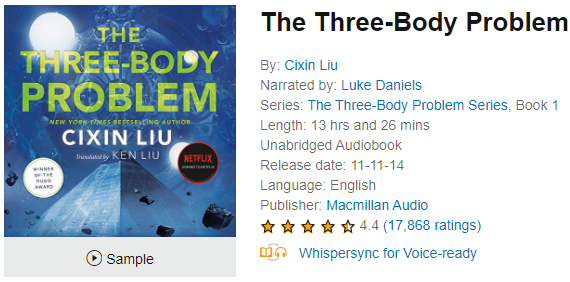 THE
THREE-BODY
PROBLEM
NEW YORK TIMES BESTSELLING AUTHOR
CIXIN LIU
Translated by KEN LIU
WINNER
OF THE
HUGO
AWARD
NETFLIX
Sample
The Three-Body Problem
By: Cixin Liu
Narrated by: Luke Daniels
Series: The Three-Body Problem Series, Book 1
Length: 13 hrs and 26 mins
Unabridged Audiobook
Release date: 11-11-14
Language: English
Publisher: Macmillan Audio
4.4 (17,868 ratings)
Whispersync for Voice-ready